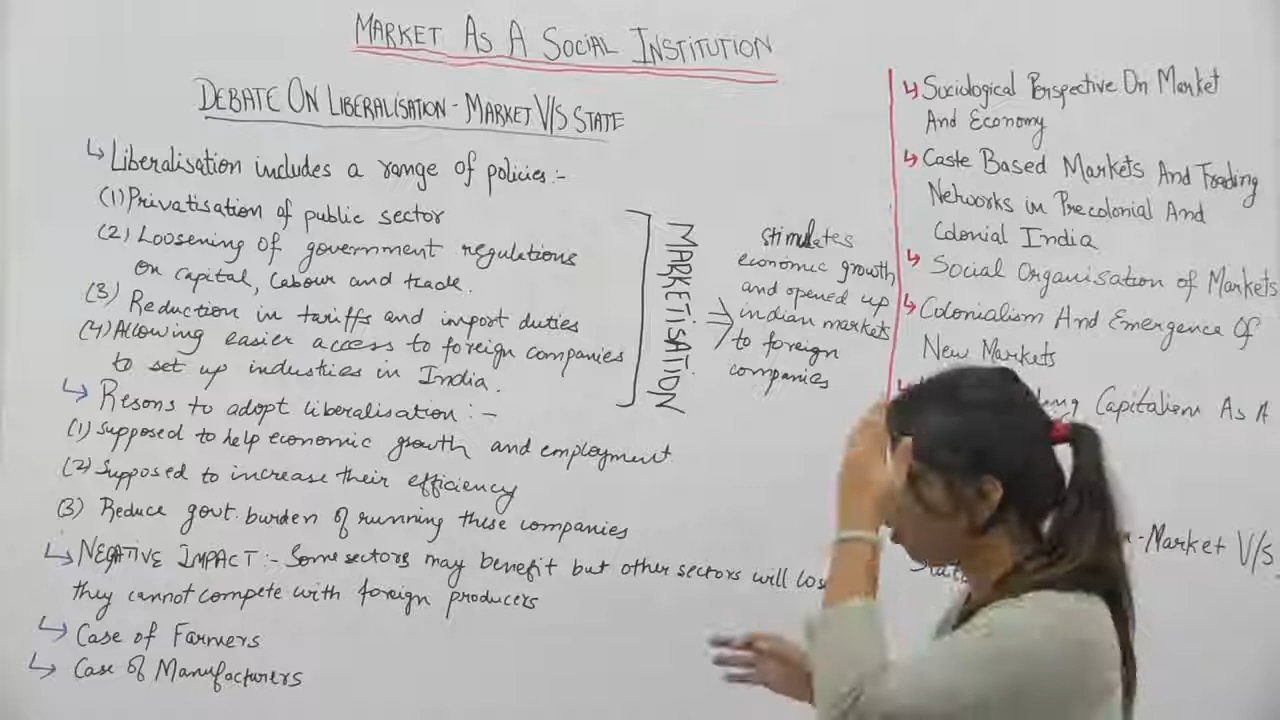 MARKET AS A SOCIAL INSTITUTION
DEBATE ON LIBERALISATION - MARKET V/S STATE
↳ Liberalisation includes a range of policies :-
(1) Privatisation of public sector
(2) Loosening of government regulations
on capital, labour and trade.
(3) Reduction in tariffs and import duties
(4) Allowing easier access to foreign companies
to set up industies in India.
MARKETISATION
⇒ stimulates
economic growth
and opened up
indian markets
to foreign
companies
↳ Resons to adopt liberalisation :-
(1) Supposed to help economic growth and employment
(2) Supposed to increase their efficiency
(3) Reduce govt. burden of running these companies
↳ NEGATIVE IMPACT :- Some sectors may benefit but other sectors will los
they cannot compete with foreign producers
↳ Case of Farmers
↳ Case of Manufacturers
↳ Sociological Perspective On Market
And Economy
↳ Caste Based Markets And Trading
Networks in Precolonial And
Colonial India
↳ Social Organisation of Markets
↳ Colonialism And Emergence Of
New Markets
↳ Capitalism As A
Market V/S